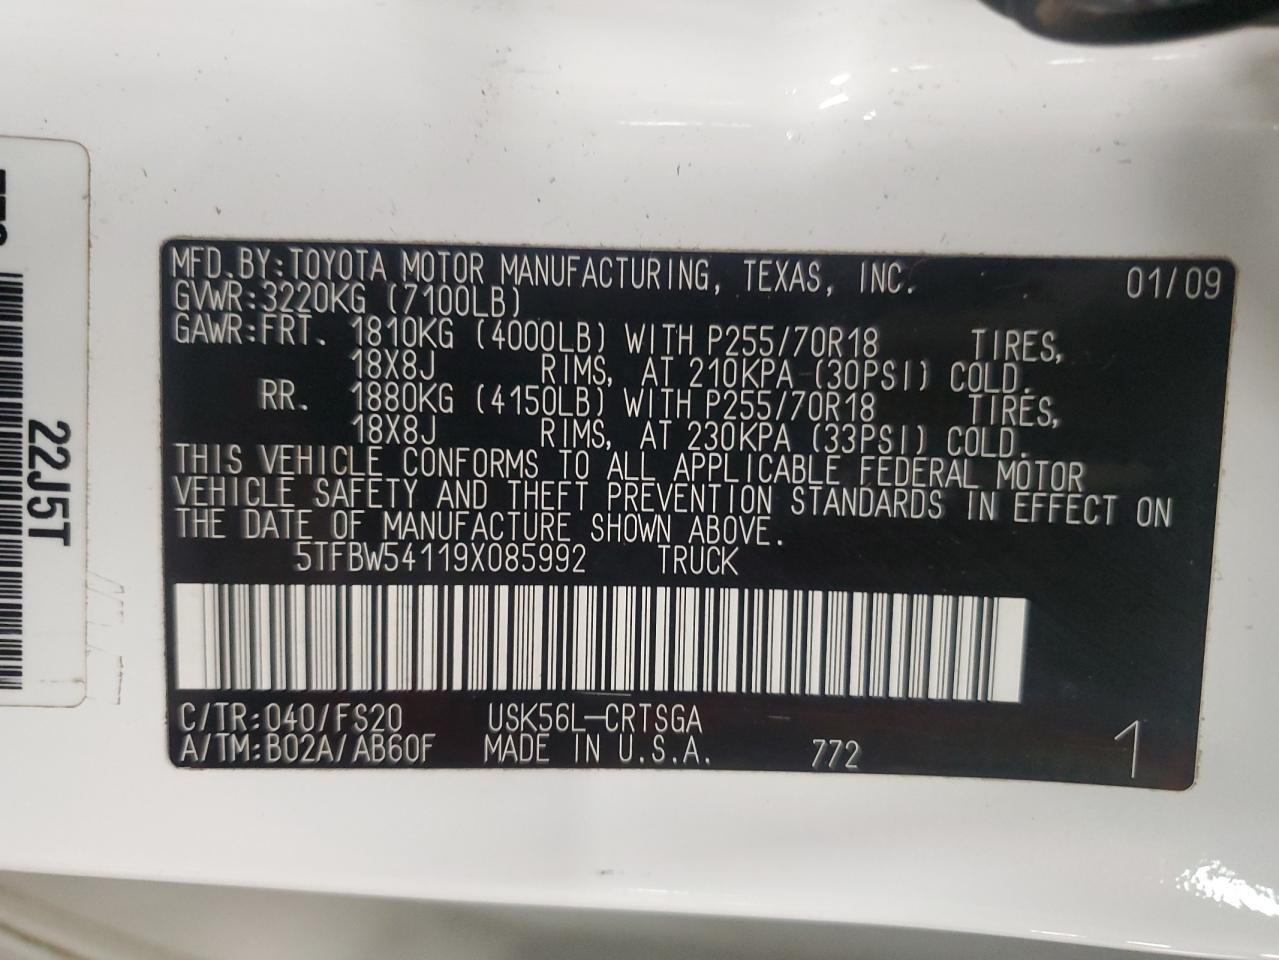 MFD.BY:TOYOTA MOTOR MANUFACTURING, TEXAS, INC. 01/09
GVWR:3220KG (7100LB)
GAWR:FRT. 1810KG (4000LB) WITH P255/70R18 TIRES,
18X8J RIMS, AT 210KPA (30PSI) COLD.
RR. 1880KG (4150LB) WITH P255/70R18 TIRES,
18X8J RIMS, AT 230KPA (33PSI) COLD.
THIS VEHICLE CONFORMS TO ALL APPLICABLE FEDERAL MOTOR
VEHICLE SAFETY AND THEFT PREVENTION STANDARDS IN EFFECT ON
THE DATE OF MANUFACTURE SHOWN ABOVE.
5TFBW54119X085992 TRUCK
C/TR:040/FS20 USK56L-CRTSGA
A/TM:B02A/AB60F MADE IN U.S.A. 772 1
22J5T